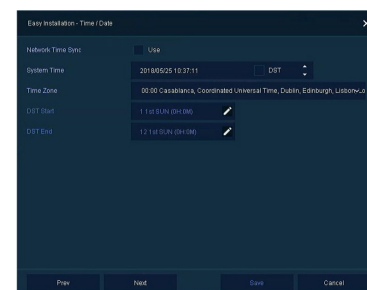 Easy Installation - Time / Date
Network Time Sync Use
System Time 2018/05/25 10:37:11 DST
Time Zone 00:00 Casablanca, Coordinated Universal Time, Dublin, Edinburgh, Lisbon
DST Start 1 1st SUN (0H:0M)
DST End 12 1st SUN (0H:0M)
Prev Next Save Cancel